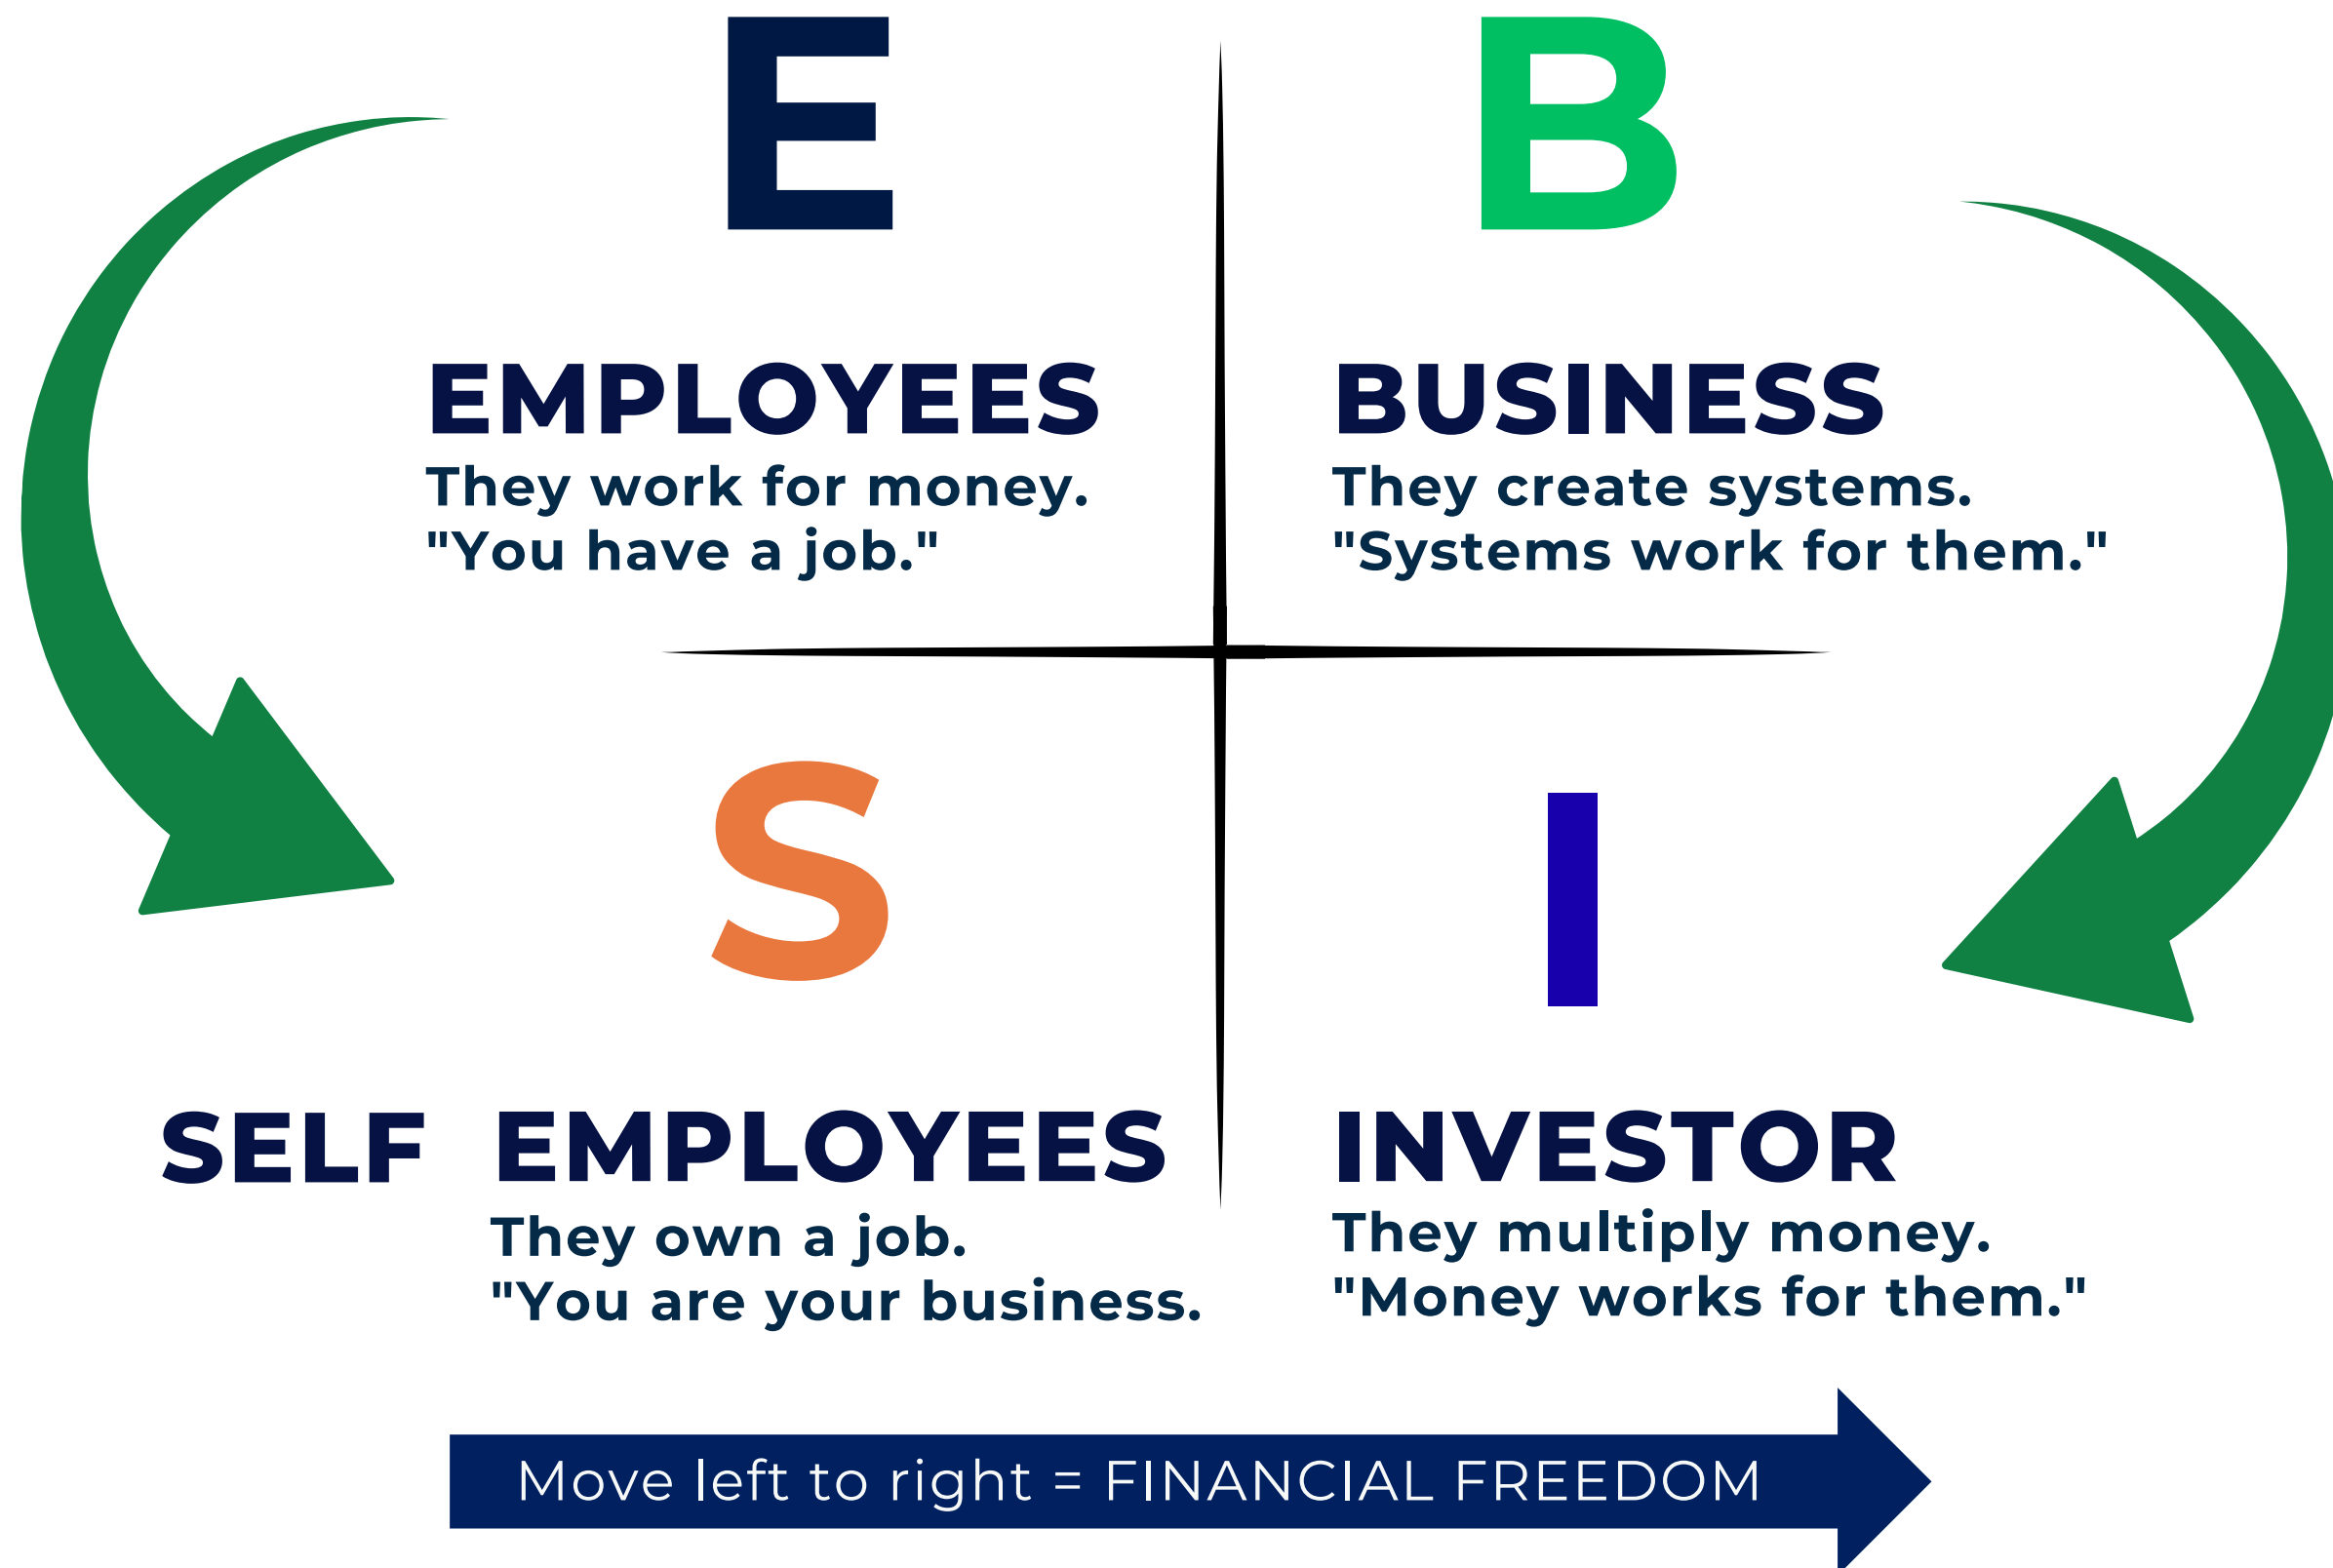 E
EMPLOYEES
They work for money.
"You have a job."
B
BUSINESS
They create systems.
"Systems work for them."
S
SELF EMPLOYEES
They own a job.
"You are your business.
I
INVESTOR
They multiply money.
"Money works for them."
Move left to right = FINANCIAL FREEDOM